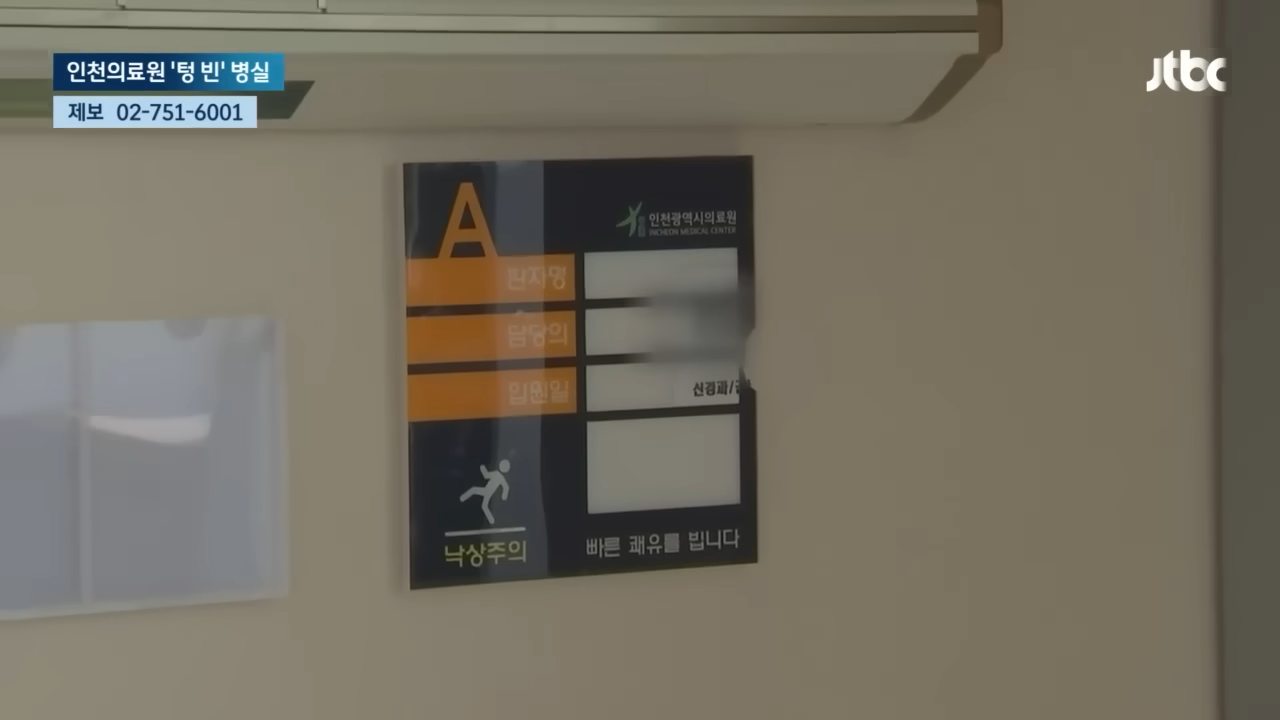 인천의료원 '텅 빈' 병실
제보 02-751-6001
jtbc
A
인천광역시의료원
INCHEON MEDICAL CENTER
환자명
담당의
입원일
신경과/
낙상주의
빠른 쾌유를 빕니다